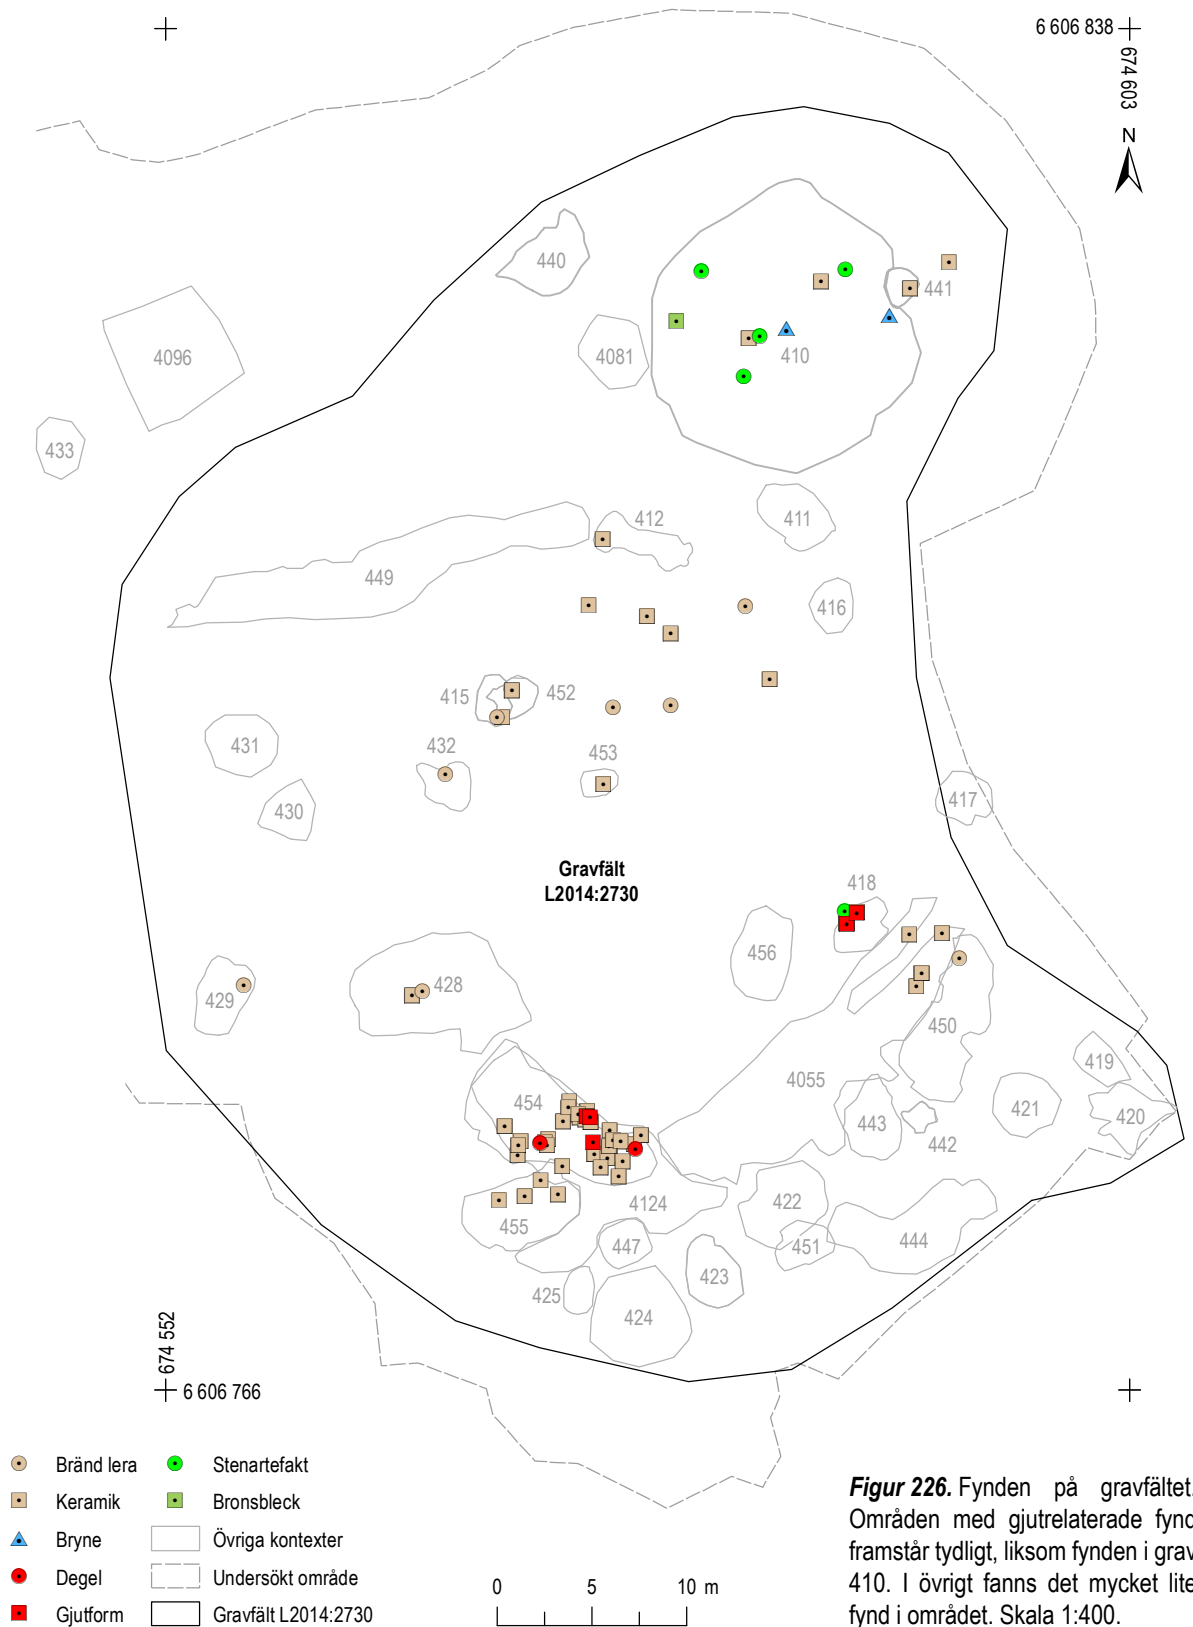 6 606 838
674 603
N
440
441
4096
4081
410
433
412
411
449
416
415
452
431
432
453
430
417
Gravfält
L2014:2730
418
456
429
428
450
4055
419
454
421
420
443
442
4124
422
455
447
451
444
423
425
424
674 552
6 606 766
Bränd lera
Stenartefakt
Keramik
Bronsbleck
Bryne
Övriga kontexter
Degel
Undersökt område
Gjutform
Gravfält L2014:2730
0 5 10 m
Figur 226. Fynden på gravfältet.
Områden med gjutrelaterade fynd
framstår tydligt, liksom fynden i grav
410. I övrigt fanns det mycket lite
fynd i området. Skala 1:400.